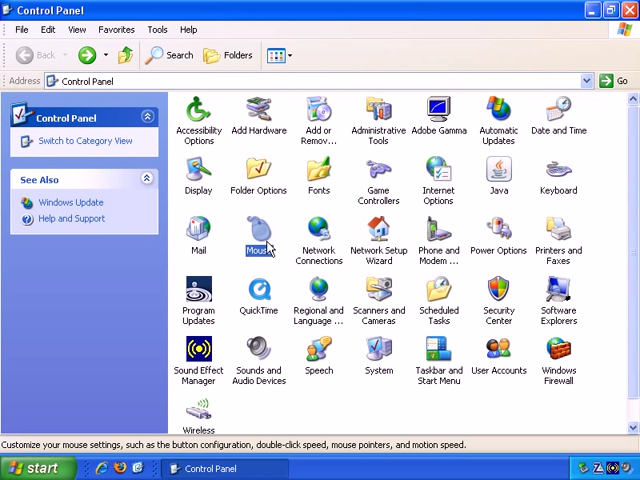 Control Panel
File Edit View Favorites Tools Help
Back Search Folders
Address Control Panel Go
Control Panel
Switch to Category View
See Also
Windows Update
Help and Support
Accessibility Options
Add Hardware
Add or Remov...
Administrative Tools
Adobe Gamma
Automatic Updates
Date and Time
Display
Folder Options
Fonts
Game Controllers
Internet Options
Java
Keyboard
Mail
Mouse
Network Connections
Network Setup Wizard
Phone and Modem ...
Power Options
Printers and Faxes
Program Updates
QuickTime
Regional and Language ...
Scanners and Cameras
Scheduled Tasks
Security Center
Software Explorers
Sound Effect Manager
Sounds and Audio Devices
Speech
System
Taskbar and Start Menu
User Accounts
Windows Firewall
Wireless
Customize your mouse settings, such as the button configuration, double-click speed, mouse pointers, and motion speed.
start Control Panel